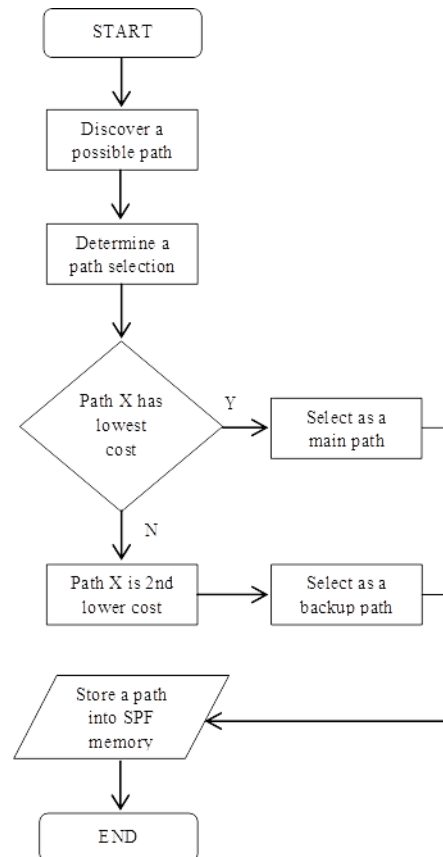 START
Discover a
possible path
Determine a
path selection
Path X has
lowest
cost
Y
Select as a
main path
N
Path X is 2nd
lower cost
Select as a
backup path
Store a path
into SPF
memory
END